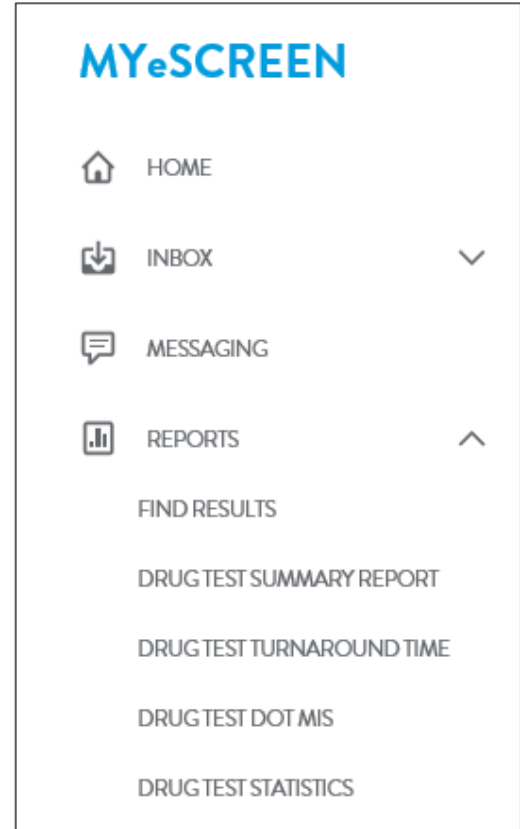 MYeSCREEN
HOME
INBOX
MESSAGING
REPORTS
FIND RESULTS
DRUG TEST SUMMARY REPORT
DRUG TEST TURNAROUND TIME
DRUG TEST DOT MIS
DRUG TEST STATISTICS